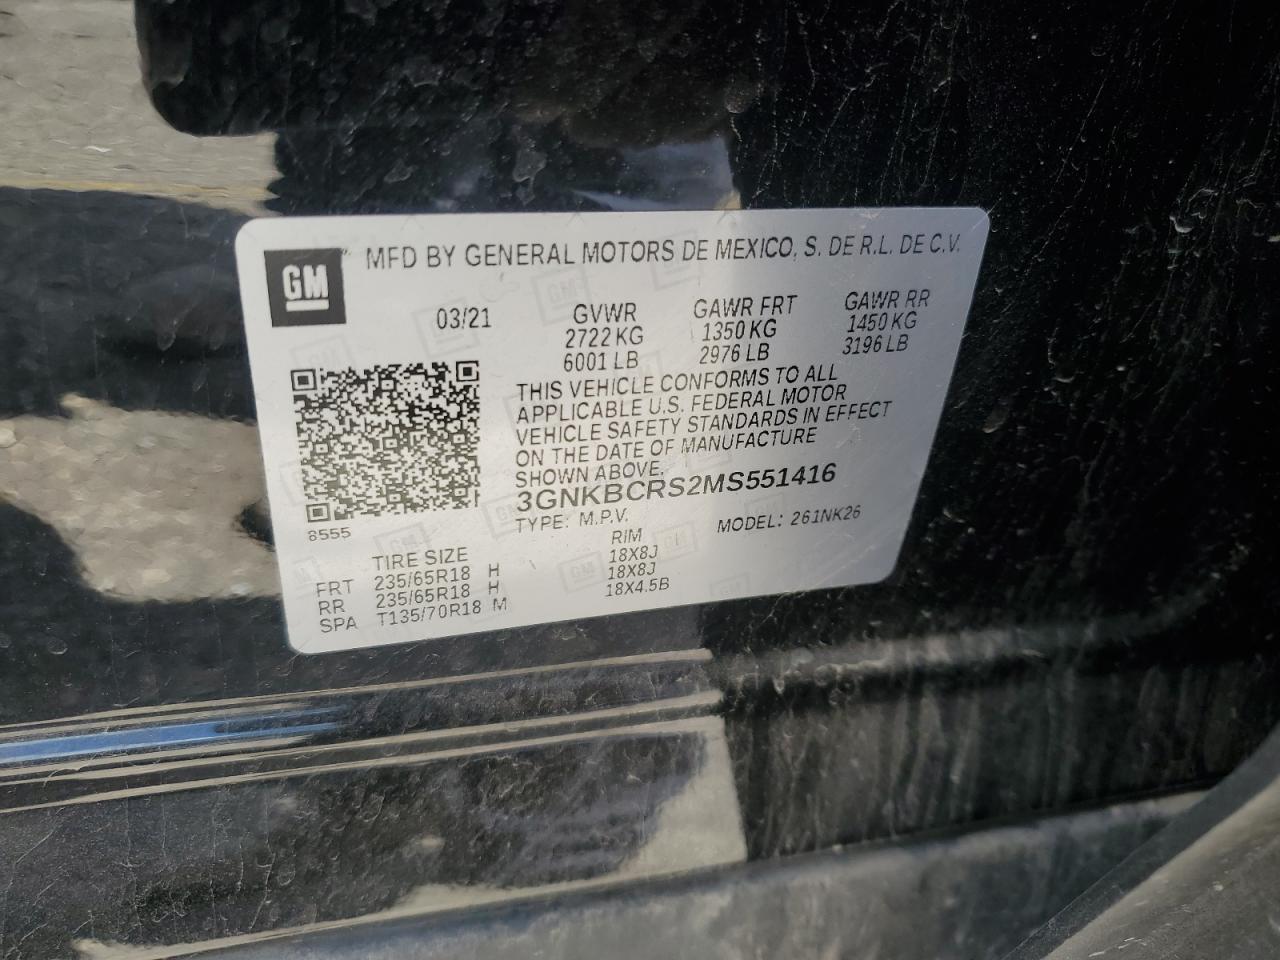 GM
MFD BY GENERAL MOTORS DE MEXICO, S. DE R.L. DE C.V.
03/21 GVWR GAWR FRT GAWR RR
2722 KG 1350 KG 1450 KG
6001 LB 2976 LB 3196 LB
THIS VEHICLE CONFORMS TO ALL
APPLICABLE U.S. FEDERAL MOTOR
VEHICLE SAFETY STANDARDS IN EFFECT
ON THE DATE OF MANUFACTURE
SHOWN ABOVE.
3GNKBCRS2MS551416
8555 TYPE: M.P.V. MODEL: 261NK26
TIRE SIZE RIM
FRT 235/65R18 H 18X8J
RR 235/65R18 H 18X8J
SPA T135/70R18 M 18X4.5B